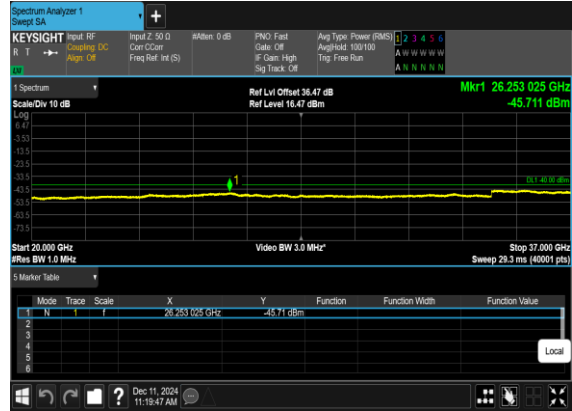 Spectrum Analyzer 1
Swept SA
+
KEYSIGHT Input: RF Input Z: 50 Ω #Atten: 0 dB PNO: Fast Avg Type: Power (RMS) 1 2 3 4 5 6
R T Coupling: DC Corr CCorr Gate: Off Avg|Hold: 100/100 A W W W W W
Align: Off Freq Ref: Int (S) IF Gain: High Trig: Free Run
Sig Track: Off A N N N N N
1 Spectrum Ref Lvl Offset 36.47 dB Mkr1 26.253 025 GHz
Scale/Div 10 dB Ref Level 16.47 dBm -45.711 dBm
Log
6.47
-3.53
-13.5
-23.5
-33.5
DL1 -40.00 dBm
-43.5
1
-53.5
-63.5
-73.5
Start 20.000 GHz Video BW 3.0 MHz* Stop 37.000 GHz
#Res BW 1.0 MHz Sweep 29.3 ms (40001 pts)
5 Marker Table
Mode Trace Scale X Y Function Function Width Function Value
1 N 1 f 26.253 025 GHz -45.71 dBm
2
3
4
5
6
Local
? Dec 11, 2024
11:19:47 AM